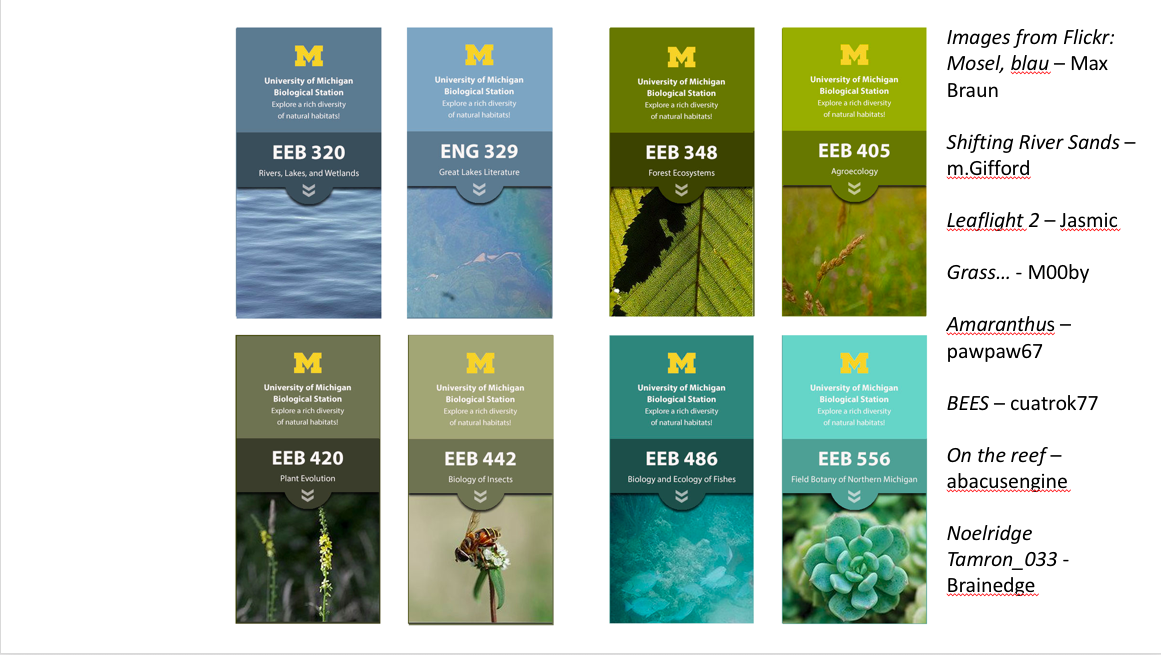 M
University of Michigan
Biological Station
Explore a rich diversity
of natural habitats!
EEB 320
Rivers, Lakes, and Wetlands
M
University of Michigan
Biological Station
Explore a rich diversity
of natural habitats!
ENG 329
Great Lakes Literature
M
University of Michigan
Biological Station
Explore a rich diversity
of natural habitats!
EEB 348
Forest Ecosystems
M
University of Michigan
Biological Station
Explore a rich diversity
of natural habitats!
EEB 405
Agroecology
M
University of Michigan
Biological Station
Explore a rich diversity
of natural habitats!
EEB 420
Plant Evolution
M
University of Michigan
Biological Station
Explore a rich diversity
of natural habitats!
EEB 442
Biology of Insects
M
University of Michigan
Biological Station
Explore a rich diversity
of natural habitats!
EEB 486
Biology and Ecology of Fishes
M
University of Michigan
Biological Station
Explore a rich diversity
of natural habitats!
EEB 556
Field Botany of Northern Michigan
Images from Flickr:
Mosel, blau – Max
Braun
Shifting River Sands –
m.Gifford
Leaflight 2 – Jasmic
Grass... - M00by
Amaranthus –
pawpaw67
BEES – cuatrok77
On the reef –
abacusengine
Noelridge
Tamron_033 -
Brainedge